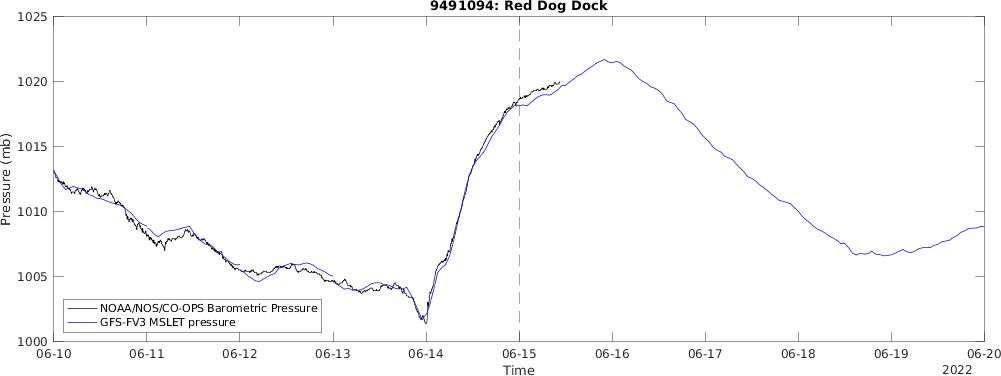 9491094: Red Dog Dock
1025
1020
1015
1010
1005
1000
Pressure (mb)
NOAA/NOS/CO-OPS Barometric Pressure
GFS-FV3 MSLET pressure
06-10 06-11 06-12 06-13 06-14 06-15 06-16 06-17 06-18 06-19 06-20
Time
2022